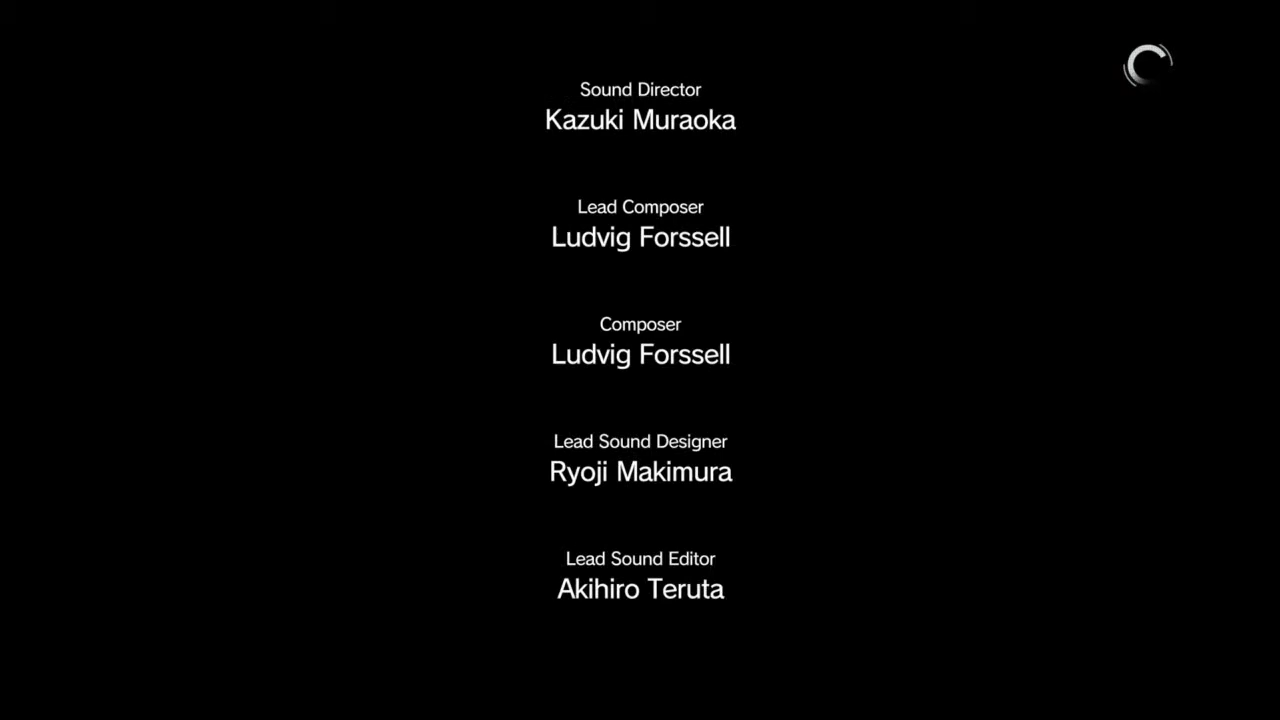 Sound Director
Kazuki Muraoka
Lead Composer
Ludvig Forssell
Composer
Ludvig Forssell
Lead Sound Designer
Ryoji Makimura
Lead Sound Editor
Akihiro Teruta